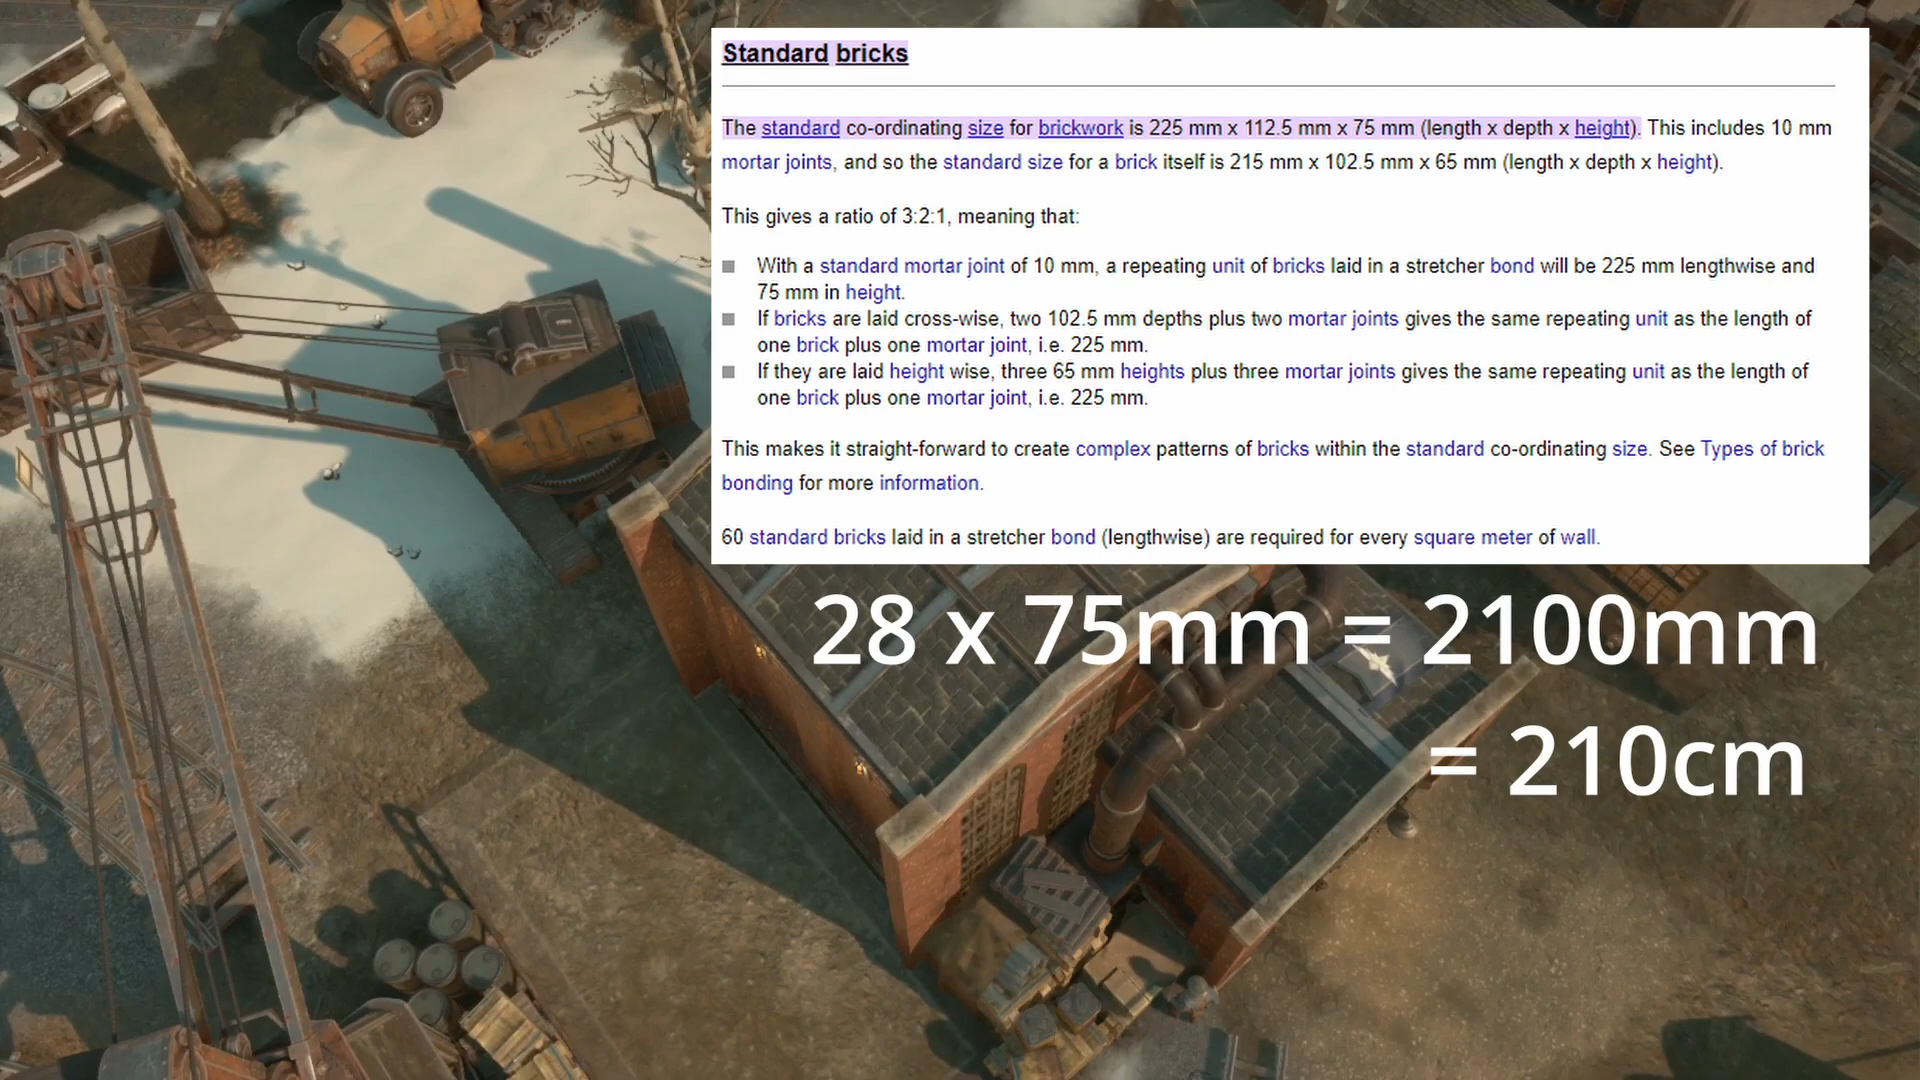 Standard bricks
The standard co-ordinating size for brickwork is 225 mm x 112.5 mm x 75 mm (length x depth x height). This includes 10 mm
mortar joints, and so the standard size for a brick itself is 215 mm x 102.5 mm x 65 mm (length x depth x height).
This gives a ratio of 3:2:1, meaning that:
With a standard mortar joint of 10 mm, a repeating unit of bricks laid in a stretcher bond will be 225 mm lengthwise and
75 mm in height.
If bricks are laid cross-wise, two 102.5 mm depths plus two mortar joints gives the same repeating unit as the length of
one brick plus one mortar joint, i.e. 225 mm.
If they are laid height wise, three 65 mm heights plus three mortar joints gives the same repeating unit as the length of
one brick plus one mortar joint, i.e. 225 mm.
This makes it straight-forward to create complex patterns of bricks within the standard co-ordinating size. See Types of brick
bonding for more information.
60 standard bricks laid in a stretcher bond (lengthwise) are required for every square meter of wall.
28 x 75mm = 2100mm
= 210cm